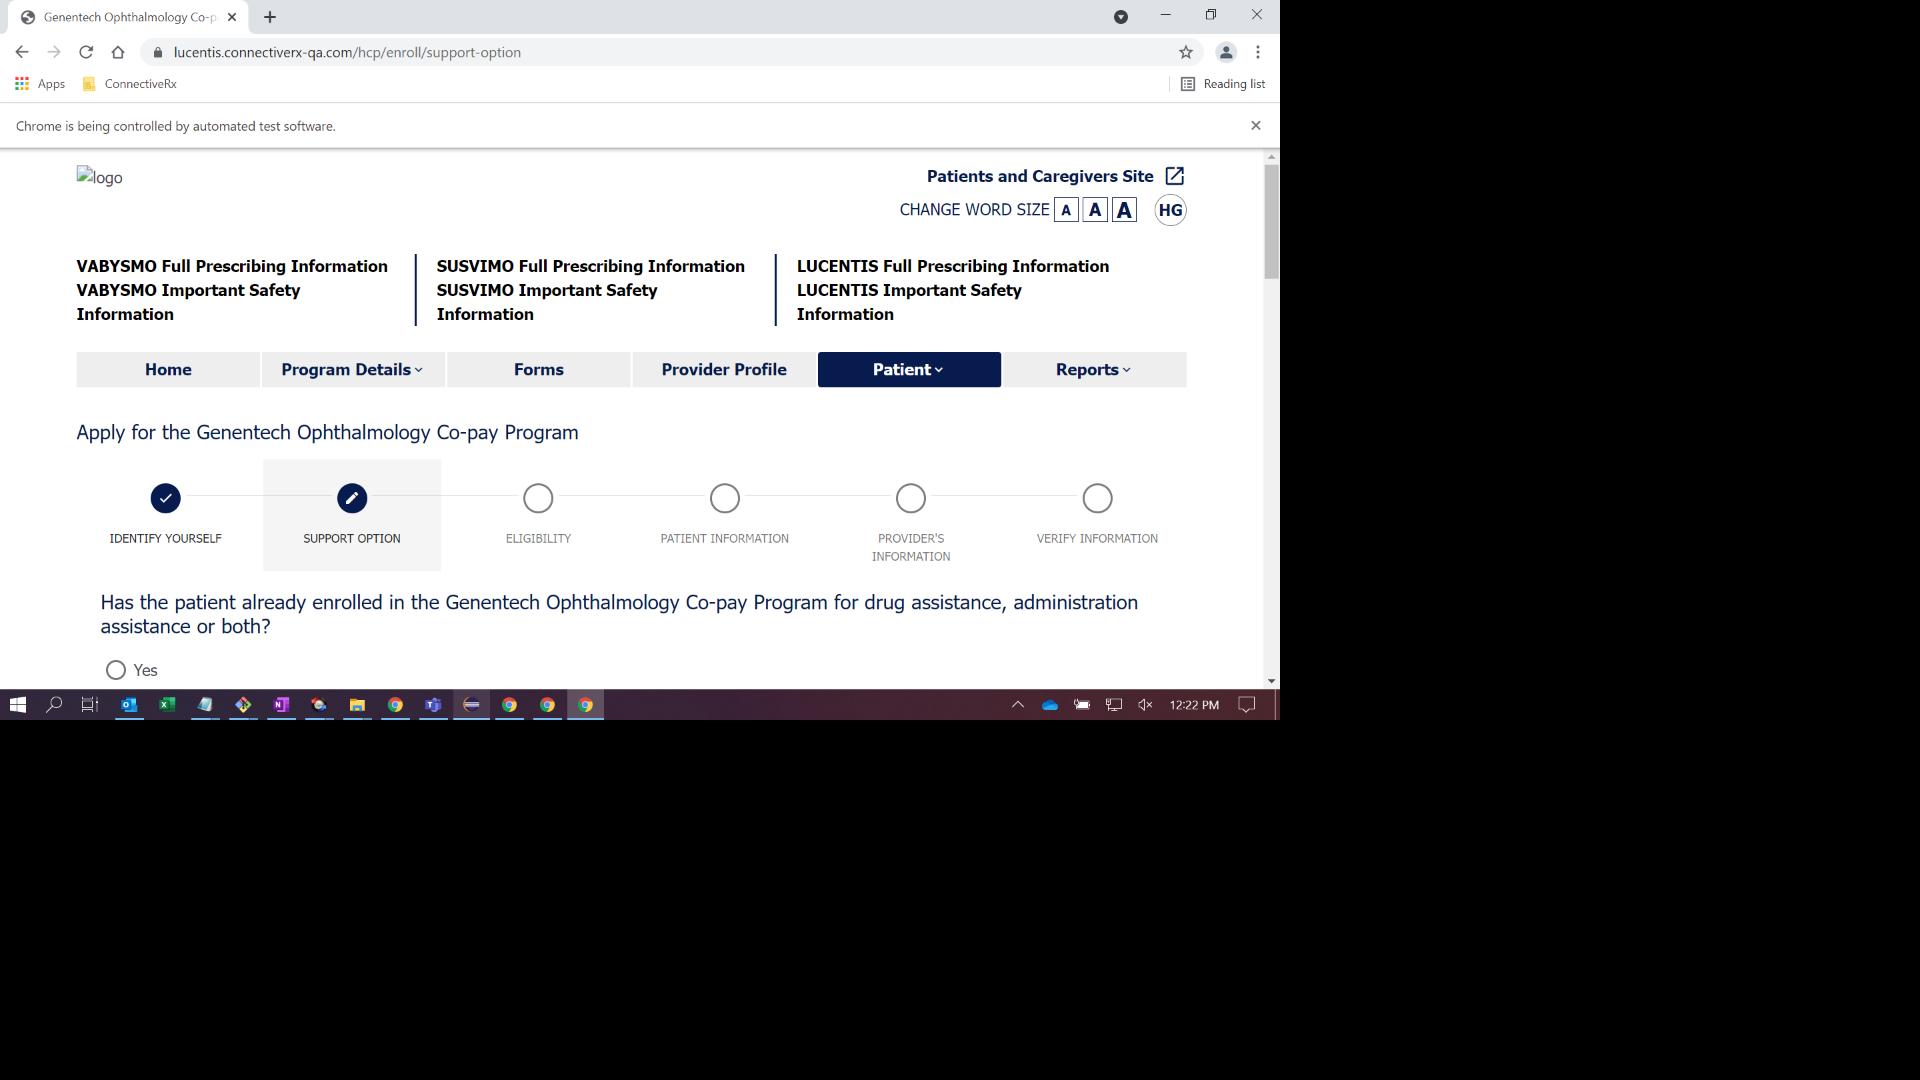 Genentech Ophthalmology Co-p
lucentis.connectiverx-qa.com/hcp/enroll/support-option
Apps
ConnectiveRx
Reading list
Chrome is being controlled by automated test software.
logo
Patients and Caregivers Site
CHANGE WORD SIZE A A A HG
VABYSMO Full Prescribing Information
VABYSMO Important Safety
Information
SUSVIMO Full Prescribing Information
SUSVIMO Important Safety
Information
LUCENTIS Full Prescribing Information
LUCENTIS Important Safety
Information
Home
Program Details
Forms
Provider Profile
Patient
Reports
Apply for the Genentech Ophthalmology Co-pay Program
IDENTIFY YOURSELF
SUPPORT OPTION
ELIGIBILITY
PATIENT INFORMATION
PROVIDER'S
INFORMATION
VERIFY INFORMATION
Has the patient already enrolled in the Genentech Ophthalmology Co-pay Program for drug assistance, administration
assistance or both?
Yes
12:22 PM